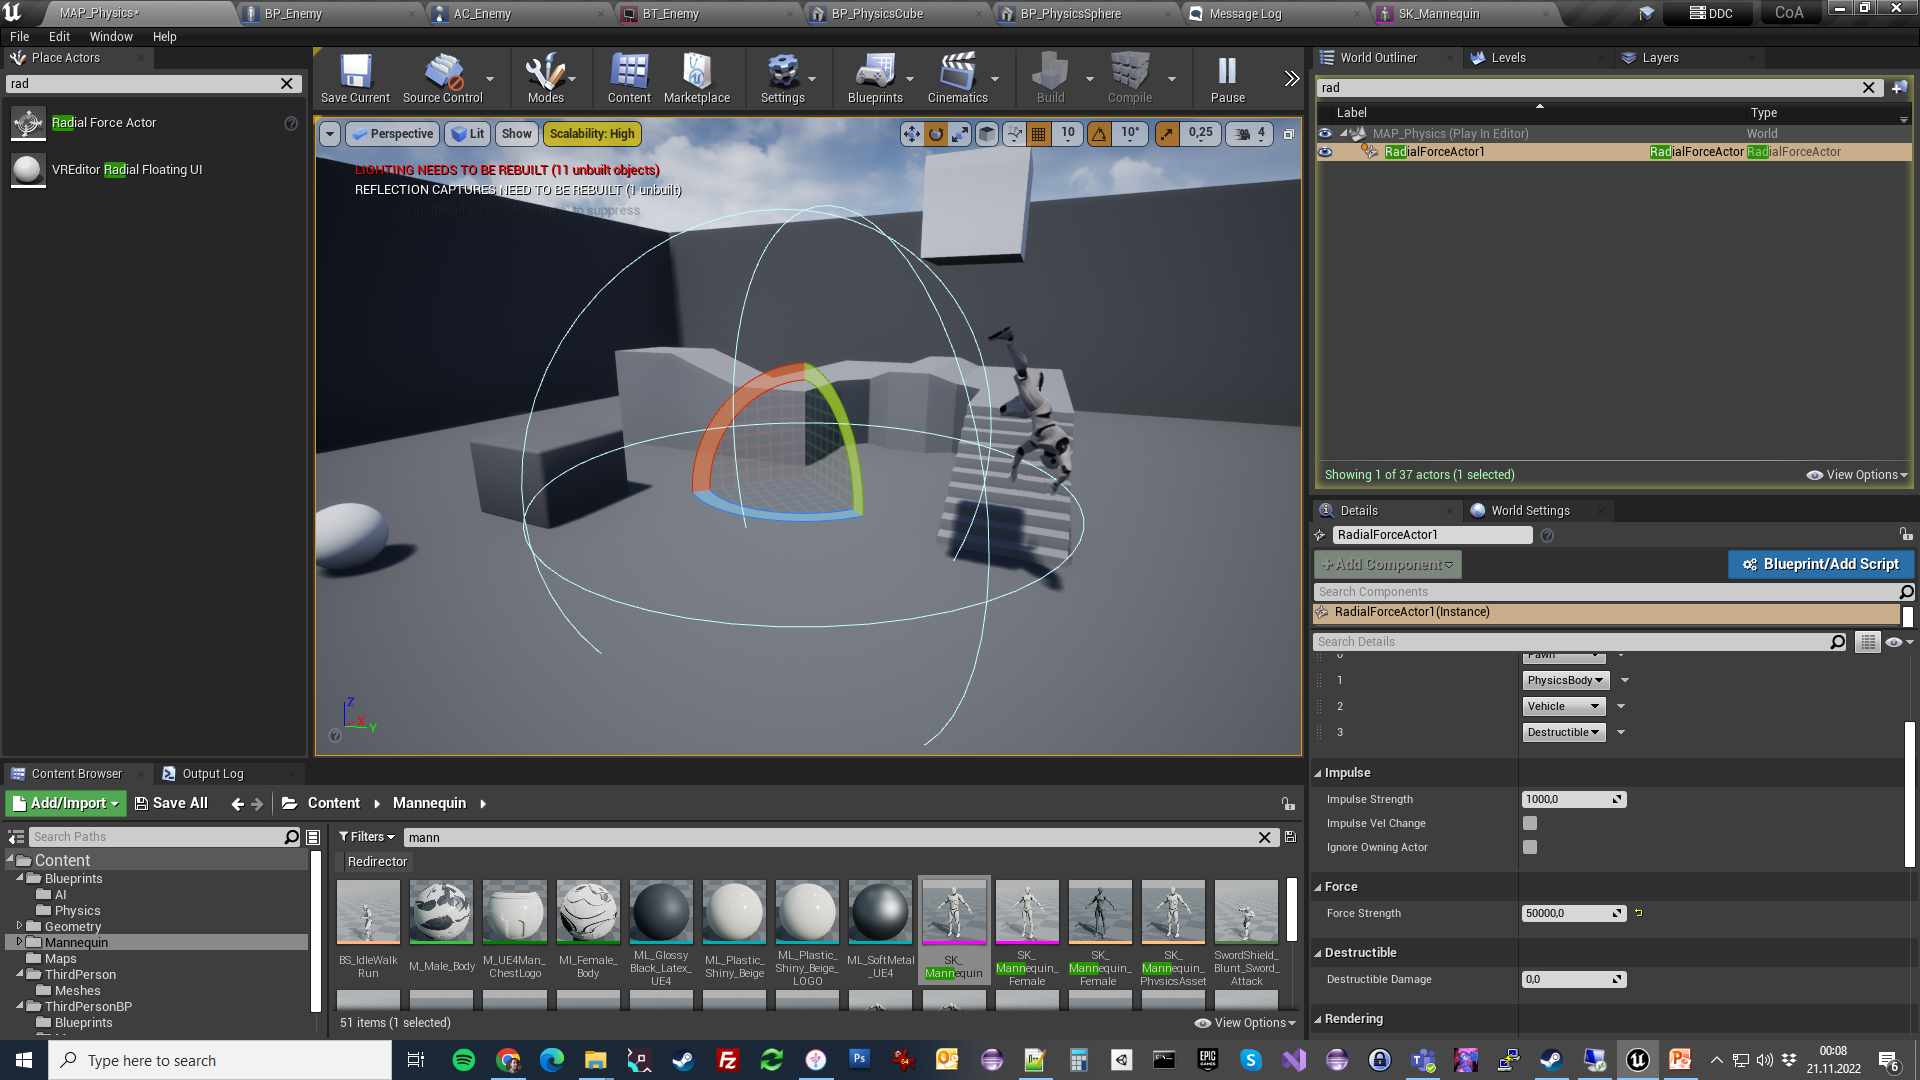 MAP_Physics*
BP_Enemy
AC_Enemy
BT_Enemy
BP_PhysicsCube
BP_PhysicsSphere
Message Log
SK_Mannequin
DDC
CoA
File Edit Window Help
Place Actors
rad
Radial Force Actor
VREditor Radial Floating UI
Save Current
Source Control
Modes
Content
Marketplace
Settings
Blueprints
Cinematics
Build
Compile
Pause
Perspective
Lit
Show
Scalability: High
10
10°
0,25
4
LIGHTING NEEDS TO BE REBUILT (11 unbuilt objects)
REFLECTION CAPTURES NEED TO BE REBUILT (1 unbuilt)
'DisableAllScreenMessages' to suppress
Z
X
Y
World Outliner
Levels
Layers
rad
Label
Type
MAP_Physics (Play In Editor)
World
RadialForceActor1
RadialForceActor
RadialForceActor
Showing 1 of 37 actors (1 selected)
View Options
Details
World Settings
RadialForceActor1
+Add Component
Blueprint/Add Script
Search Components
RadialForceActor1(Instance)
Search Details
0
Pawn
1
PhysicsBody
2
Vehicle
3
Destructible
Impulse
Impulse Strength
1000,0
Impulse Vel Change
Ignore Owning Actor
Force
Force Strength
50000,0
Destructible
Destructible Damage
0,0
Rendering
Content Browser
Output Log
Add/Import
Save All
Content
Mannequin
Search Paths
Filters
mann
Redirector
Content
Blueprints
AI
Physics
Geometry
Mannequin
Maps
ThirdPerson
Meshes
ThirdPersonBP
Blueprints
BS_IdleWalk
Run
M_Male_Body
M_UE4Man_
ChestLogo
MI_Female_
Body
ML_Glossy
Black_Latex_
UE4
ML_Plastic_
Shiny_Beige
ML_Plastic_
Shiny_Beige_
LOGO
ML_SoftMetal
_UE4
SK_
Mannequin
SK_
Mannequin_
Female
SK_
Mannequin_
Female
SK_
Mannequin_
PhysicsAsset
SwordShield_
Blunt_Sword_
Attack
51 items (1 selected)
View Options
Type here to search
00:08
21.11.2022
6